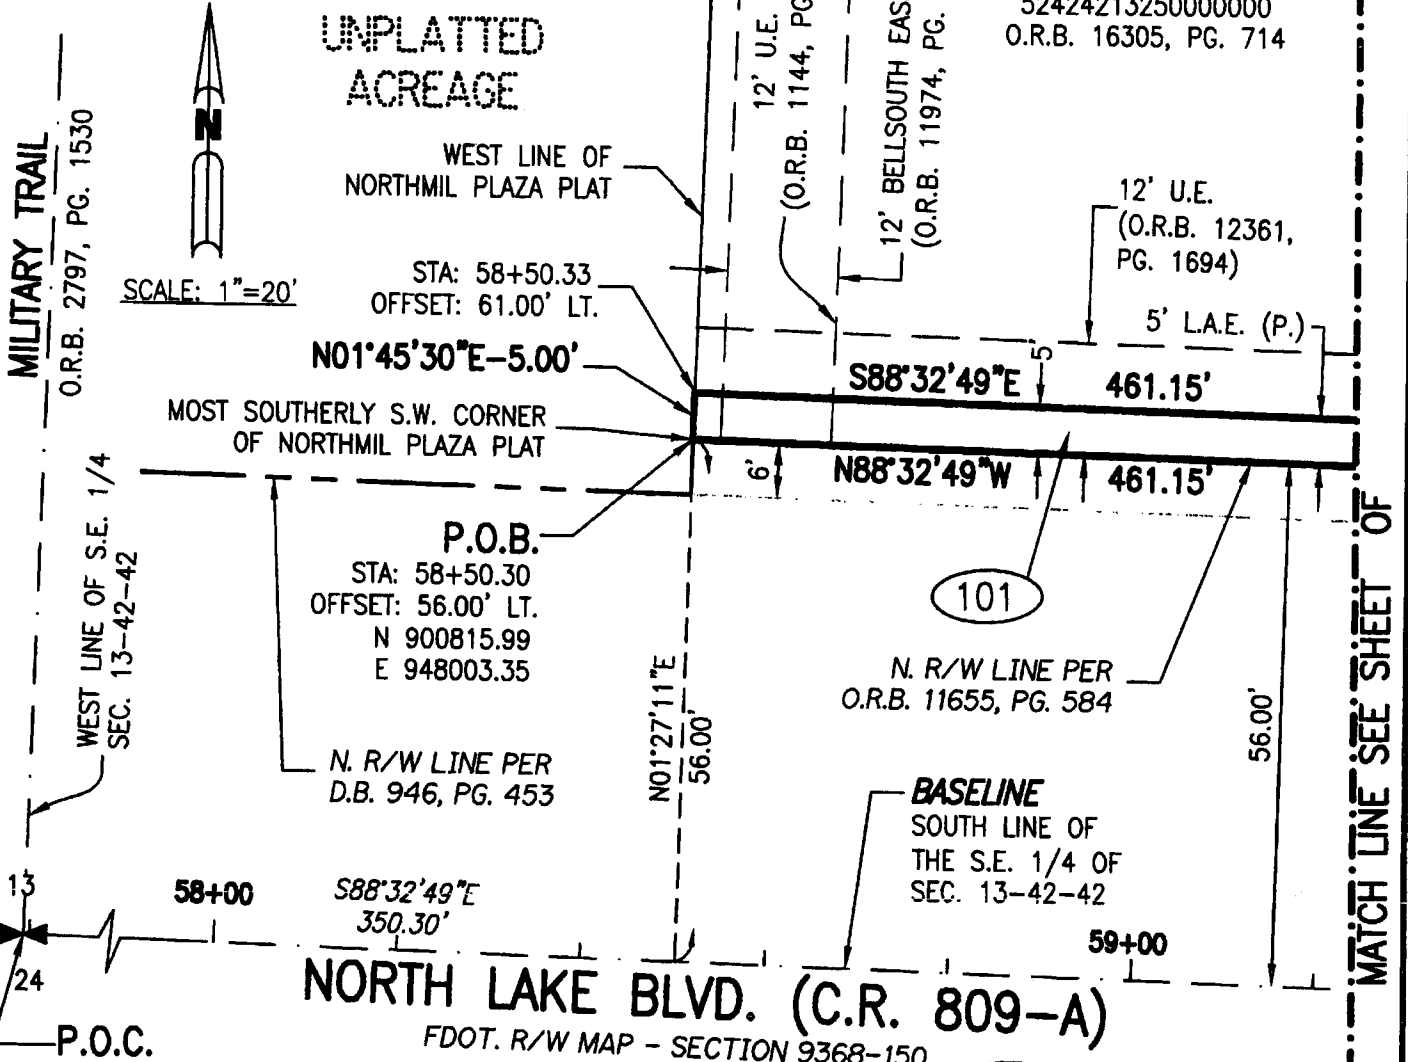 UNPLATTED
ACREAGE
N
SCALE: 1"=20'
MILITARY TRAIL
O.R.B. 2797, PG. 1530
WEST LINE OF
NORTHMIL PLAZA PLAT
12' U.E.
(O.R.B. 1144, PG
12' BELLSOUTH EAS
(O.R.B. 11974, PG.
52424213250000000
O.R.B. 16305, PG. 714
12' U.E.
(O.R.B. 12361,
PG. 1694)
5' L.A.E. (P.)
STA: 58+50.33
OFFSET: 61.00' LT.
N01°45'30"E-5.00'
MOST SOUTHERLY S.W. CORNER
OF NORTHMIL PLAZA PLAT
5'
S88°32'49"E 461.15'
6'
N88°32'49"W 461.15'
P.O.B.
STA: 58+50.30
OFFSET: 56.00' LT.
N 900815.99
E 948003.35
101
N. R/W LINE PER
O.R.B. 11655, PG. 584
WEST LINE OF S.E. 1/4
SEC. 13-42-42
N. R/W LINE PER
D.B. 946, PG. 453
N01°27'11"E
56.00'
56.00'
BASELINE
SOUTH LINE OF
THE S.E. 1/4 OF
SEC. 13-42-42
MATCH LINE SEE SHEET OF
13
24
58+00
S88°32'49"E
350.30'
59+00
NORTH LAKE BLVD. (C.R. 809-A)
FDOT. R/W MAP - SECTION 9368-150
P.O.C.